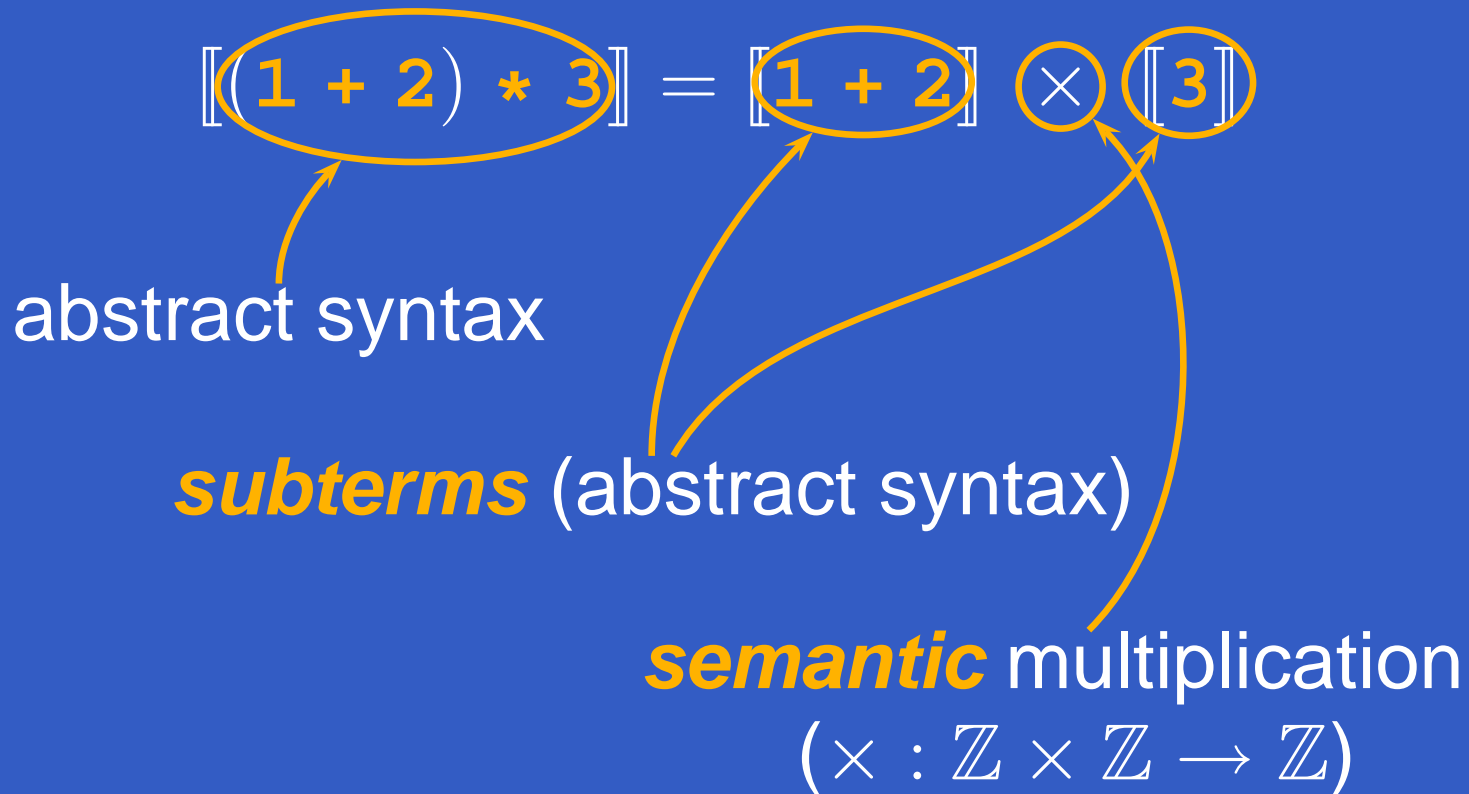 ⟦(1 + 2) * 3⟧ = ⟦1 + 2⟧ × ⟦3⟧
abstract syntax
subterms (abstract syntax)
semantic multiplication
(× : ℤ × ℤ → ℤ)